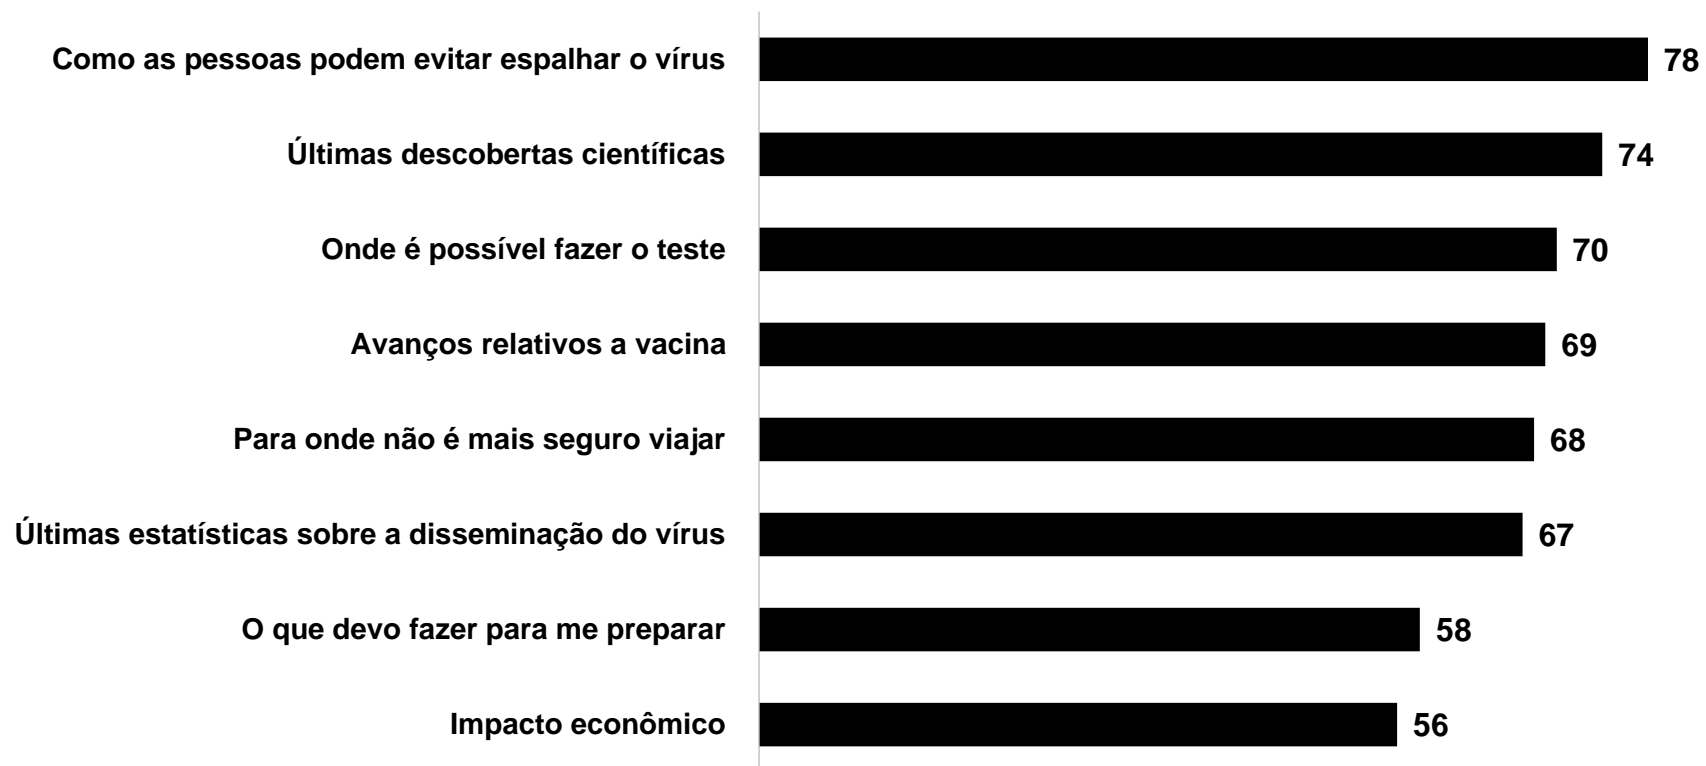 Como as pessoas podem evitar espalhar o vírus 78
Últimas descobertas científicas 74
Onde é possível fazer o teste 70
Avanços relativos a vacina 69
Para onde não é mais seguro viajar 68
Últimas estatísticas sobre a disseminação do vírus 67
O que devo fazer para me preparar 58
Impacto econômico 56